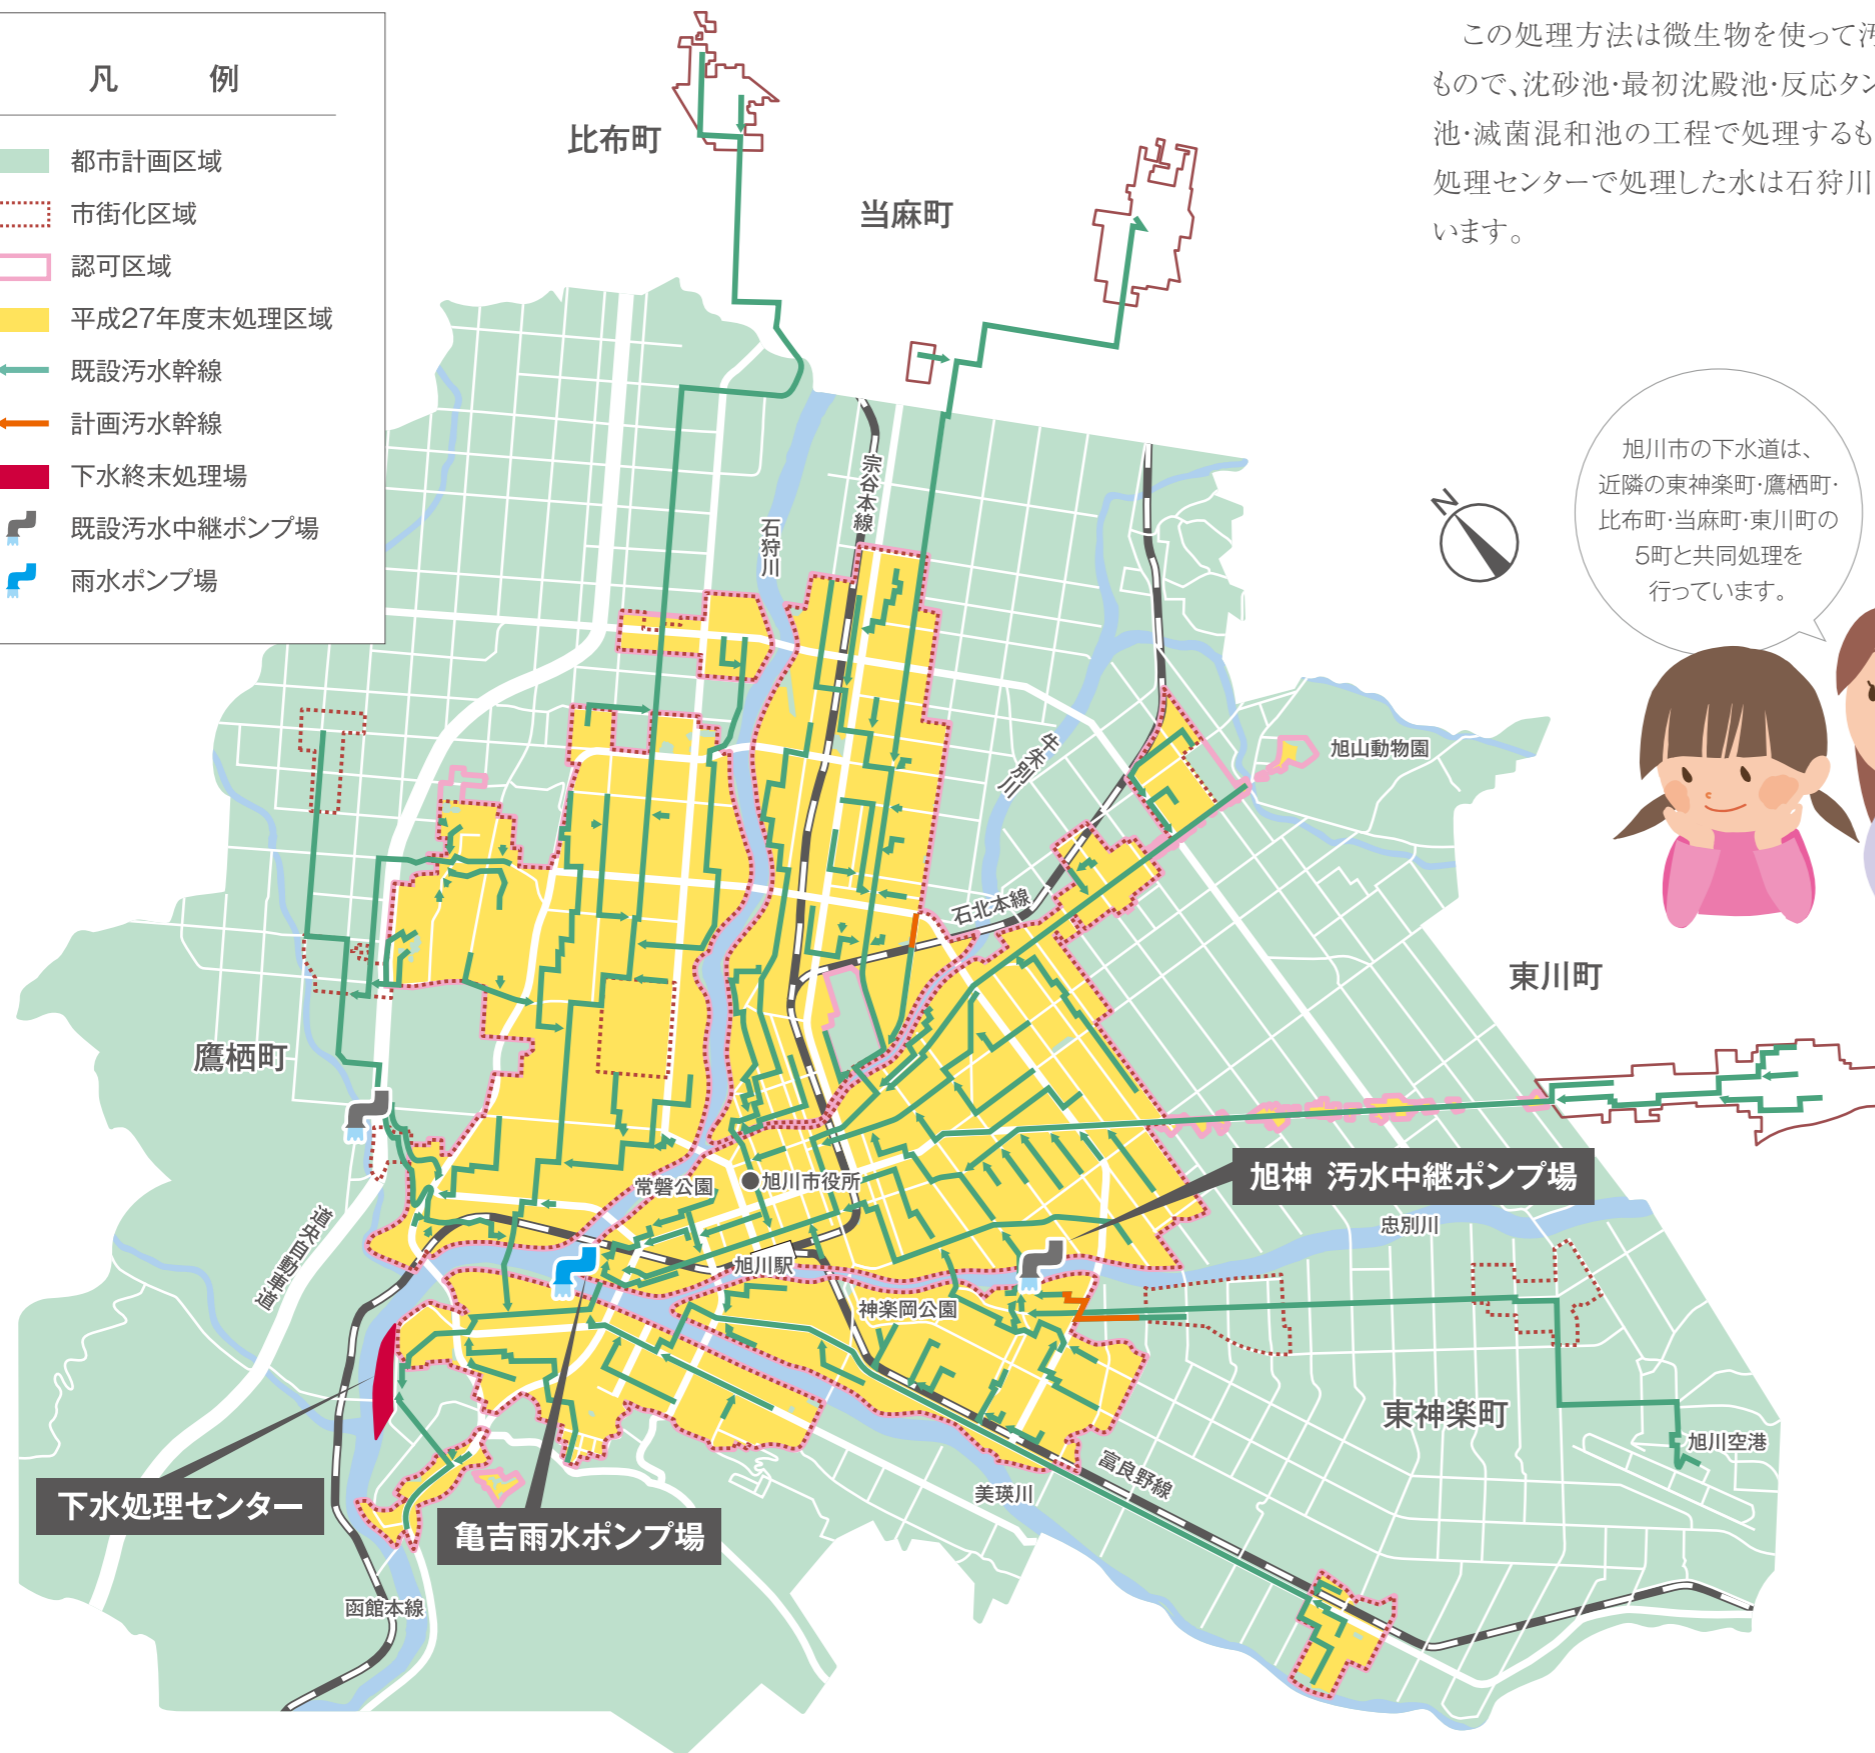 凡　例
都市計画区域
市街化区域
認可区域
平成27年度末処理区域
既設汚水幹線
計画汚水幹線
下水終末処理場
既設汚水中継ポンプ場
雨水ポンプ場
この処理方法は微生物を使って
もので、沈砂池・最初沈殿池・反応タン
池・滅菌混和池の工程で処理するも
処理センターで処理した水は石狩川
います。
旭川市の下水道は、
近隣の東神楽町・鷹栖町・
比布町・当麻町・東川町の
5町と共同処理を
行っています。
N
比布町
当麻町
宗谷本線
石狩川
牛朱別川
旭山動物園
石北本線
東川町
鷹栖町
旭神 汚水中継ポンプ場
常磐公園
旭川市役所
忠別川
道央自動車道
旭川駅
神楽岡公園
東神楽町
旭川空港
富良野線
美瑛川
下水処理センター
亀吉雨水ポンプ場
函館本線